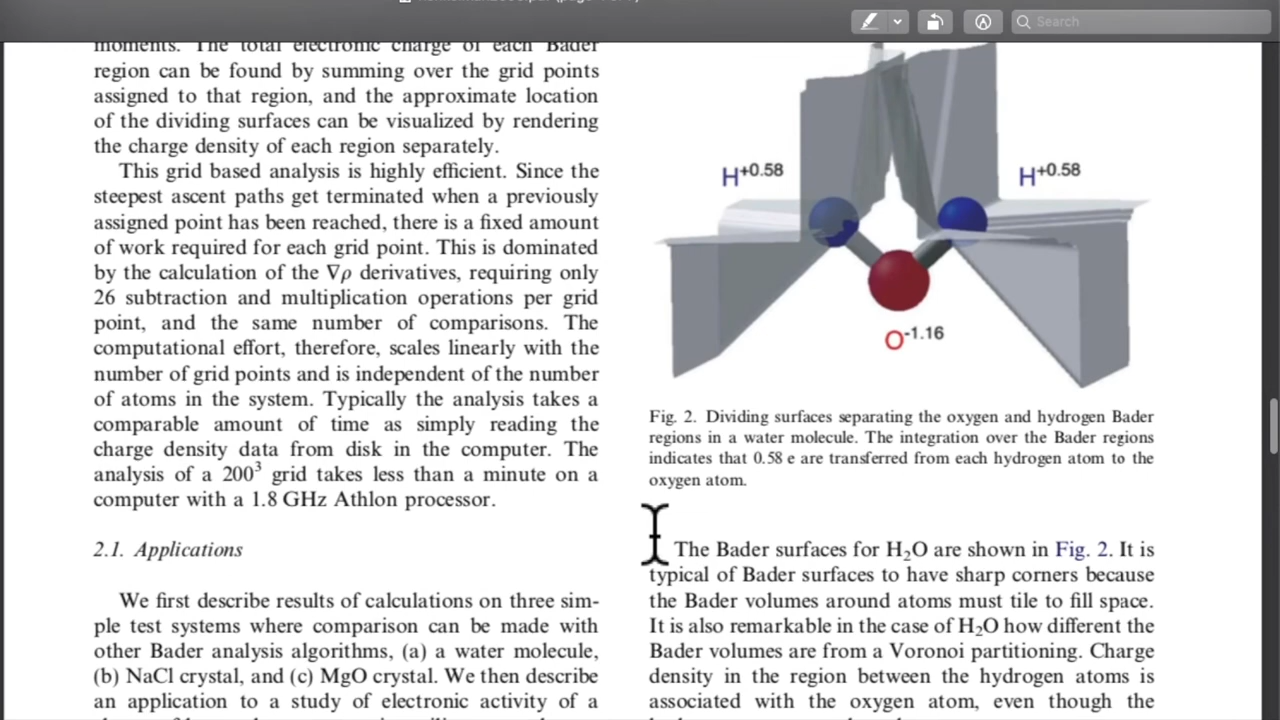 Search
moments. The total electronic charge of each Bader
region can be found by summing over the grid points
assigned to that region, and the approximate location
of the dividing surfaces can be visualized by rendering
the charge density of each region separately.
This grid based analysis is highly efficient. Since the
steepest ascent paths get terminated when a previously
assigned point has been reached, there is a fixed amount
of work required for each grid point. This is dominated
by the calculation of the ∇ρ derivatives, requiring only
26 subtraction and multiplication operations per grid
point, and the same number of comparisons. The
computational effort, therefore, scales linearly with the
number of grid points and is independent of the number
of atoms in the system. Typically the analysis takes a
comparable amount of time as simply reading the
charge density data from disk in the computer. The
analysis of a 200³ grid takes less than a minute on a
computer with a 1.8 GHz Athlon processor.
2.1. Applications
We first describe results of calculations on three sim-
ple test systems where comparison can be made with
other Bader analysis algorithms, (a) a water molecule,
(b) NaCl crystal, and (c) MgO crystal. We then describe
an application to a study of electronic activity of a
H+0.58
H+0.58
O-1.16
Fig. 2. Dividing surfaces separating the oxygen and hydrogen Bader
regions in a water molecule. The integration over the Bader regions
indicates that 0.58 e are transferred from each hydrogen atom to the
oxygen atom.
The Bader surfaces for H₂O are shown in Fig. 2. It is
typical of Bader surfaces to have sharp corners because
the Bader volumes around atoms must tile to fill space.
It is also remarkable in the case of H₂O how different the
Bader volumes are from a Voronoi partitioning. Charge
density in the region between the hydrogen atoms is
associated with the oxygen atom, even though the